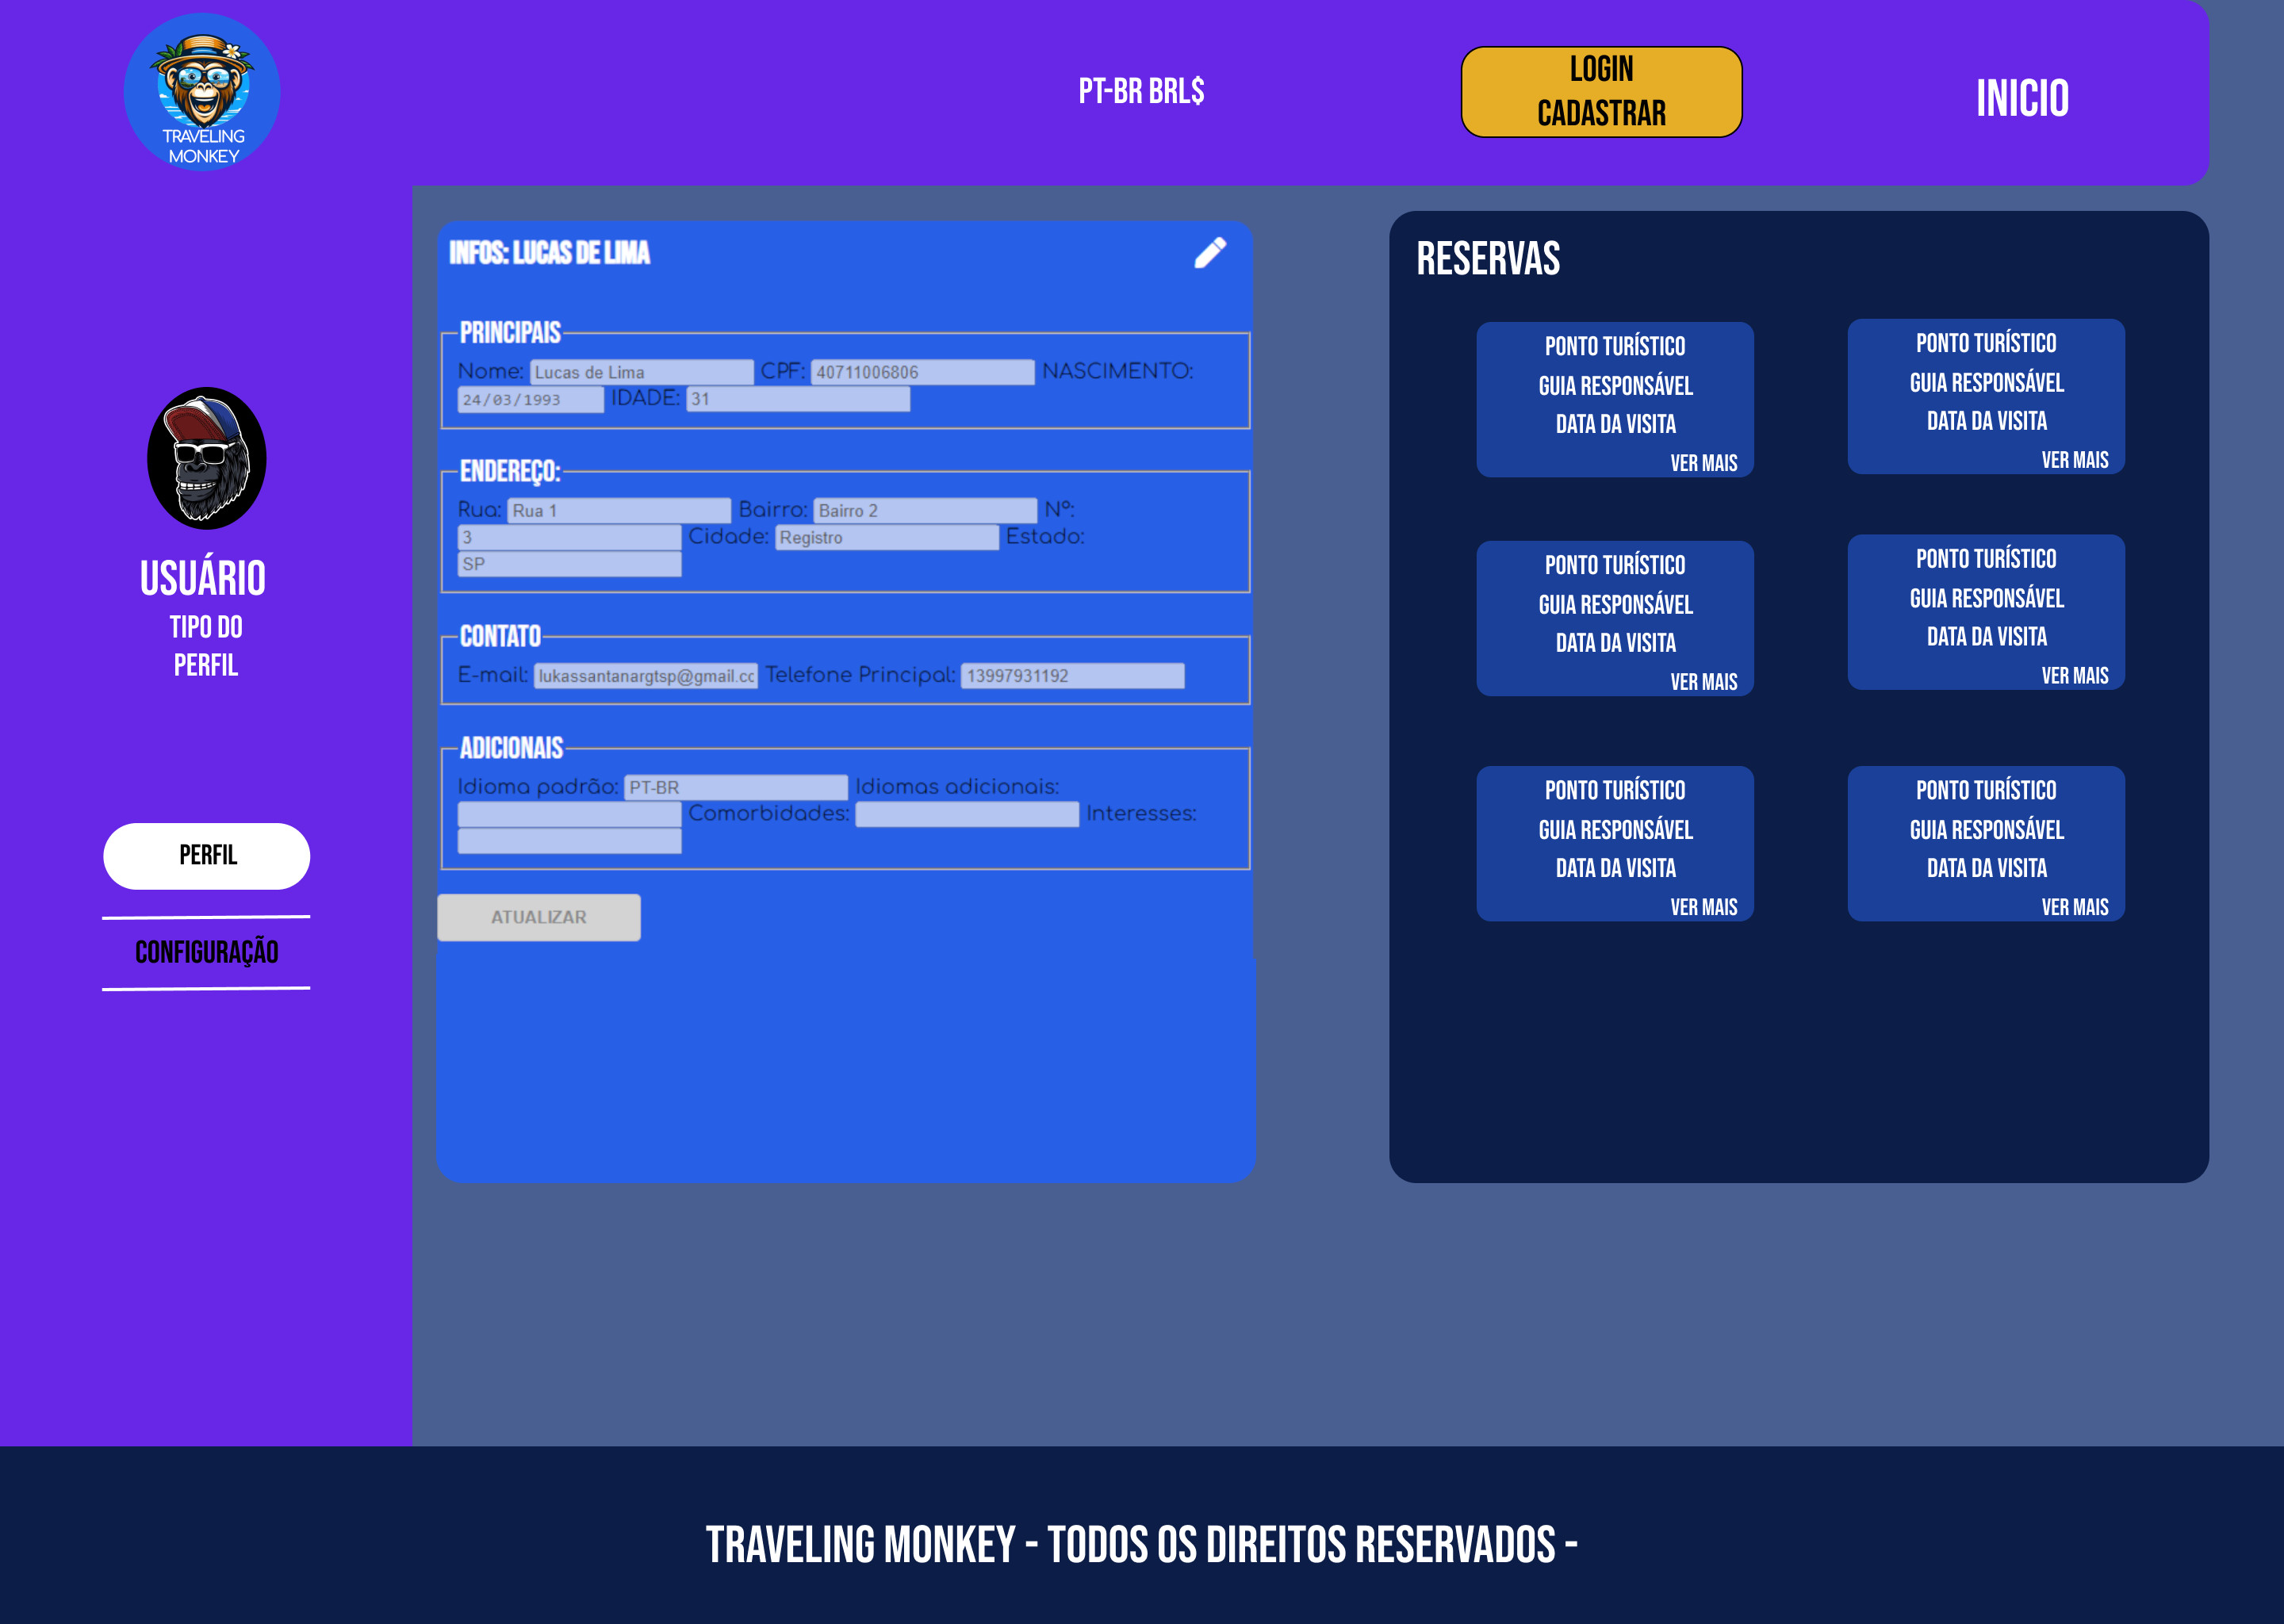 TRAVELING
MONKEY
PT-BR BRL$
LOGIN
CADASTRAR
INICIO
USUÁRIO
TIPO DO
PERFIL
PERFIL
CONFIGURAÇÃO
INFOS: LUCAS DE LIMA
PRINCIPAIS
Nome: Lucas de Lima CPF: 40711006806 NASCIMENTO:
24/03/1993 IDADE: 31
ENDEREÇO:
Rua: Rua 1 Bairro: Bairro 2 Nº:
3 Cidade: Registro Estado:
SP
CONTATO
E-mail: lukassantanargtsp@gmail.cc Telefone Principal: 13997931192
ADICIONAIS
Idioma padrão: PT-BR Idiomas adicionais:
Comorbidades: Interesses:
ATUALIZAR
RESERVAS
PONTO TURÍSTICO
GUIA RESPONSÁVEL
DATA DA VISITA
VER MAIS
PONTO TURÍSTICO
GUIA RESPONSÁVEL
DATA DA VISITA
VER MAIS
PONTO TURÍSTICO
GUIA RESPONSÁVEL
DATA DA VISITA
VER MAIS
PONTO TURÍSTICO
GUIA RESPONSÁVEL
DATA DA VISITA
VER MAIS
PONTO TURÍSTICO
GUIA RESPONSÁVEL
DATA DA VISITA
VER MAIS
PONTO TURÍSTICO
GUIA RESPONSÁVEL
DATA DA VISITA
VER MAIS
TRAVELING MONKEY - TODOS OS DIREITOS RESERVADOS -